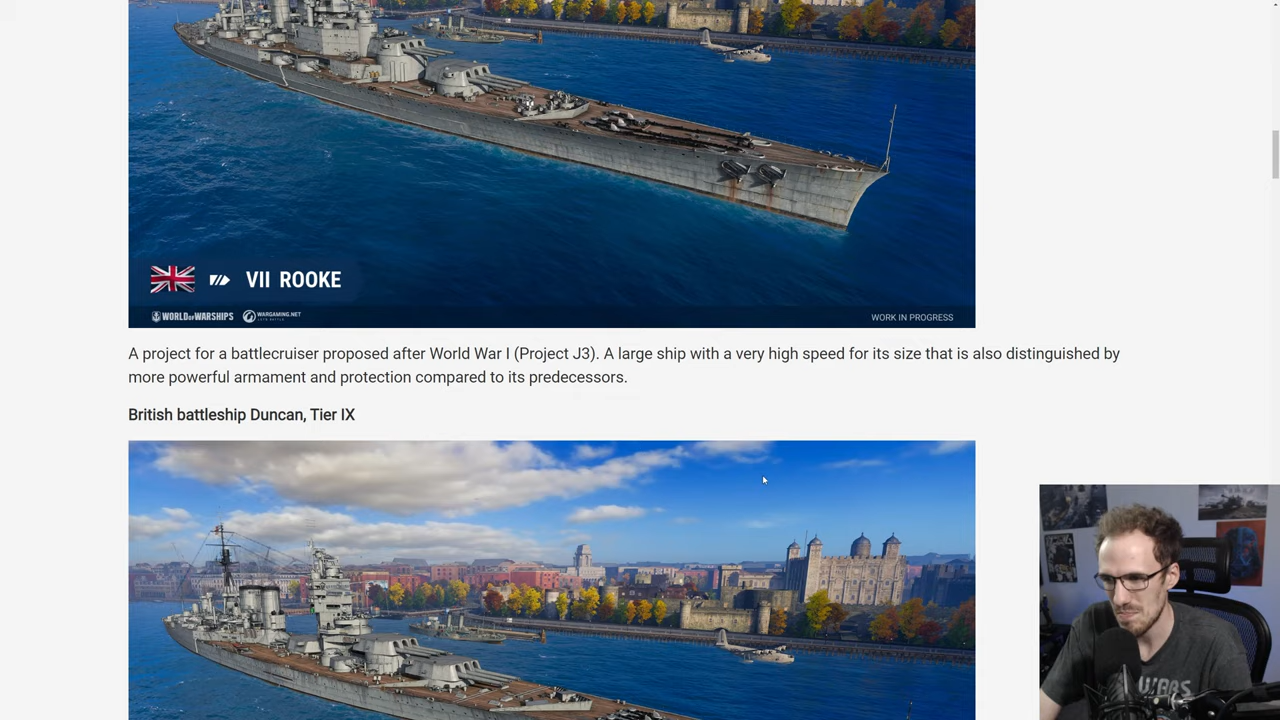 VII ROOKE
WORLD OF WARSHIPS WARGAMING.NET
LET'S BATTLE
WORK IN PROGRESS
A project for a battlecruiser proposed after World War I (Project J3). A large ship with a very high speed for its size that is also distinguished by
more powerful armament and protection compared to its predecessors.
British battleship Duncan, Tier IX